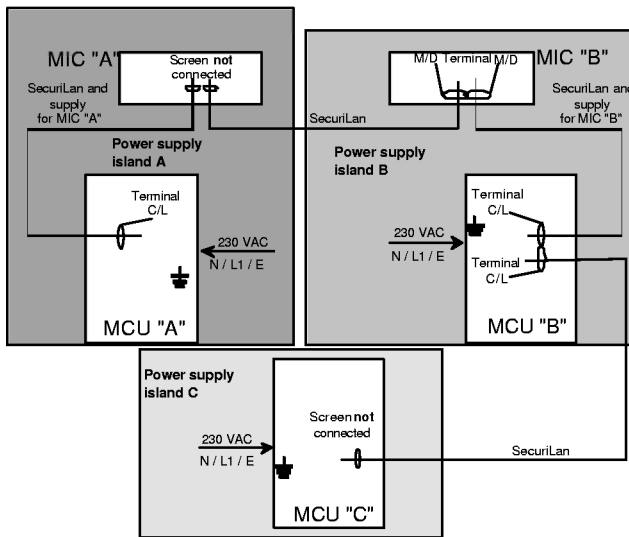 MIC "A"
Screen not
connected
SecuriLan and
supply
for MIC "A"
Power supply
island A
SecuriLan
M/D Terminal M/D
MIC "B"
SecuriLan and
supply
for MIC "B"
Power supply
island B
Terminal
C/L
230 VAC
N / L1 / E
MCU "A"
230 VAC
N / L1 / E
Terminal
C/L
Terminal
C/L
MCU "B"
Power supply
island C
230 VAC
N / L1 / E
Screen not
connected
SecuriLan
MCU "C"